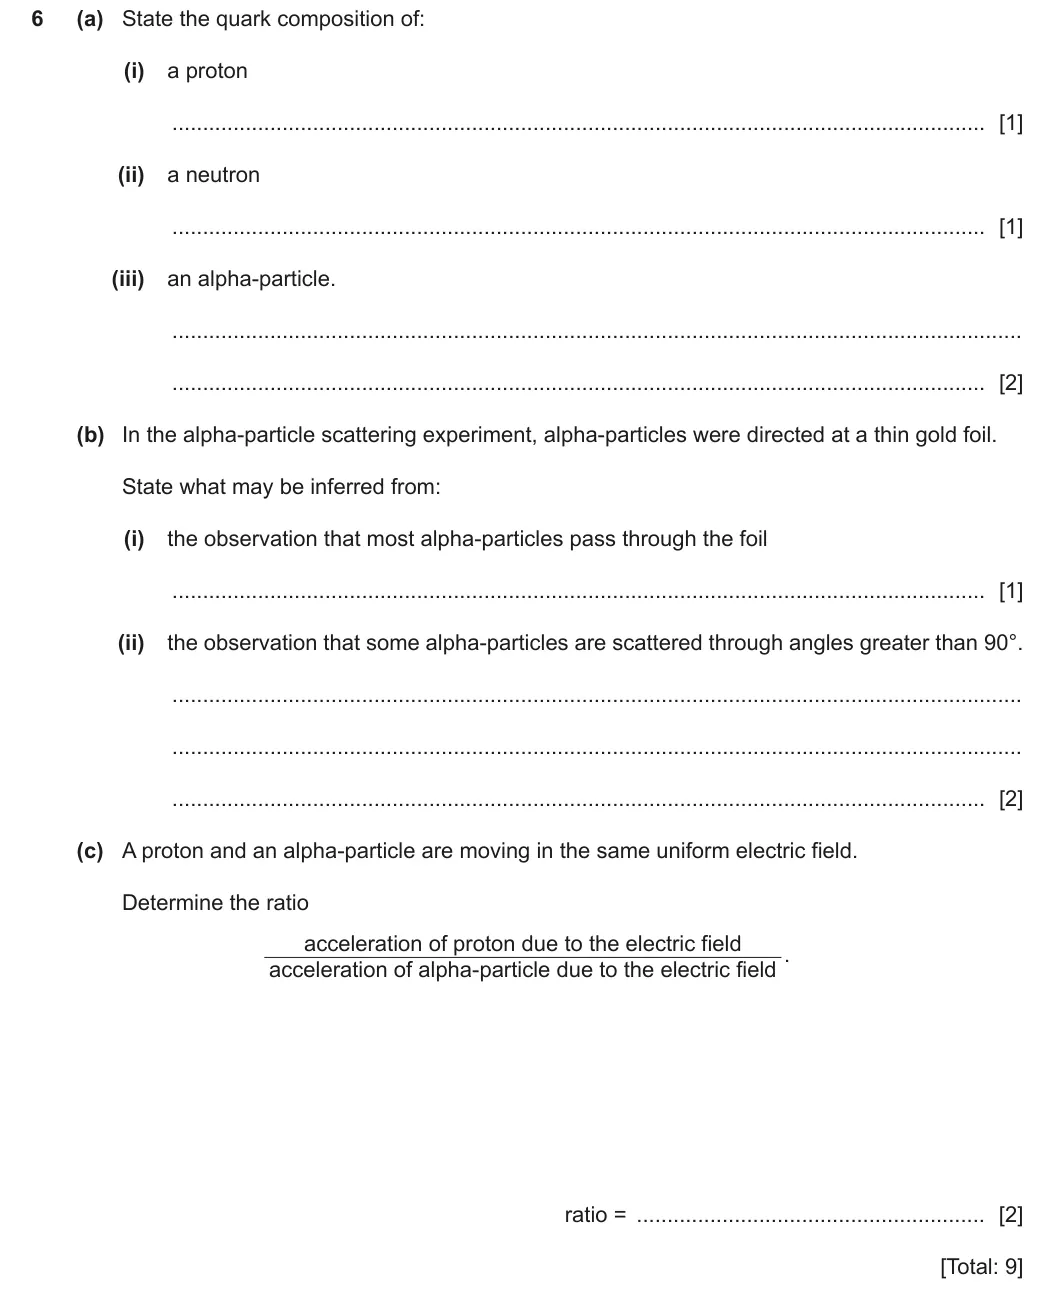 6 (a) State the quark composition of:
(i) a proton
[1]
(ii) a neutron
[1]
(iii) an alpha-particle.
[2]
(b) In the alpha-particle scattering experiment, alpha-particles were directed at a thin gold foil.
State what may be inferred from:
(i) the observation that most alpha-particles pass through the foil
[1]
(ii) the observation that some alpha-particles are scattered through angles greater than 90°.
[2]
(c) A proton and an alpha-particle are moving in the same uniform electric field.
Determine the ratio
acceleration of proton due to the electric field
acceleration of alpha-particle due to the electric field .
ratio = ........................................................ [2]
[Total: 9]